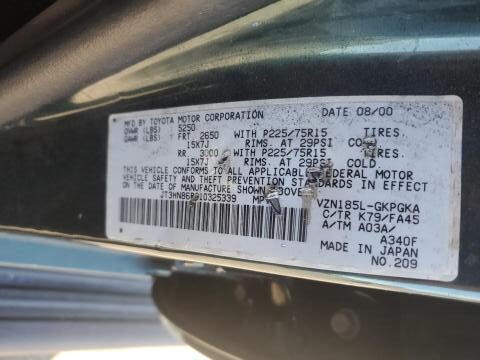 MFD BY TOYOTA MOTOR CORPORATION DATE 08/00
GVWR (LBS) 5250
GAWR (LBS) FRT. 2650 WITH P225/75R15 TIRES.
15X7J RIMS. AT 29PSI COLD
RR. 3000 WITH P225/75R15 TIRES.
15X7J RIMS. AT 29PSI COLD.
THIS VEHICLE CONFORMS TO ALL APPLICABLE FEDERAL MOTOR
VEHICLE SAFETY AND THEFT PREVENTION STANDARDS IN EFFECT
ON THE DATE OF MANUFACTURE SHOWN ABOVE.
VZN185L-GKPGKA
C/TR K79/FA45
A/TM A03A/
A340F
MADE IN JAPAN
NO.209